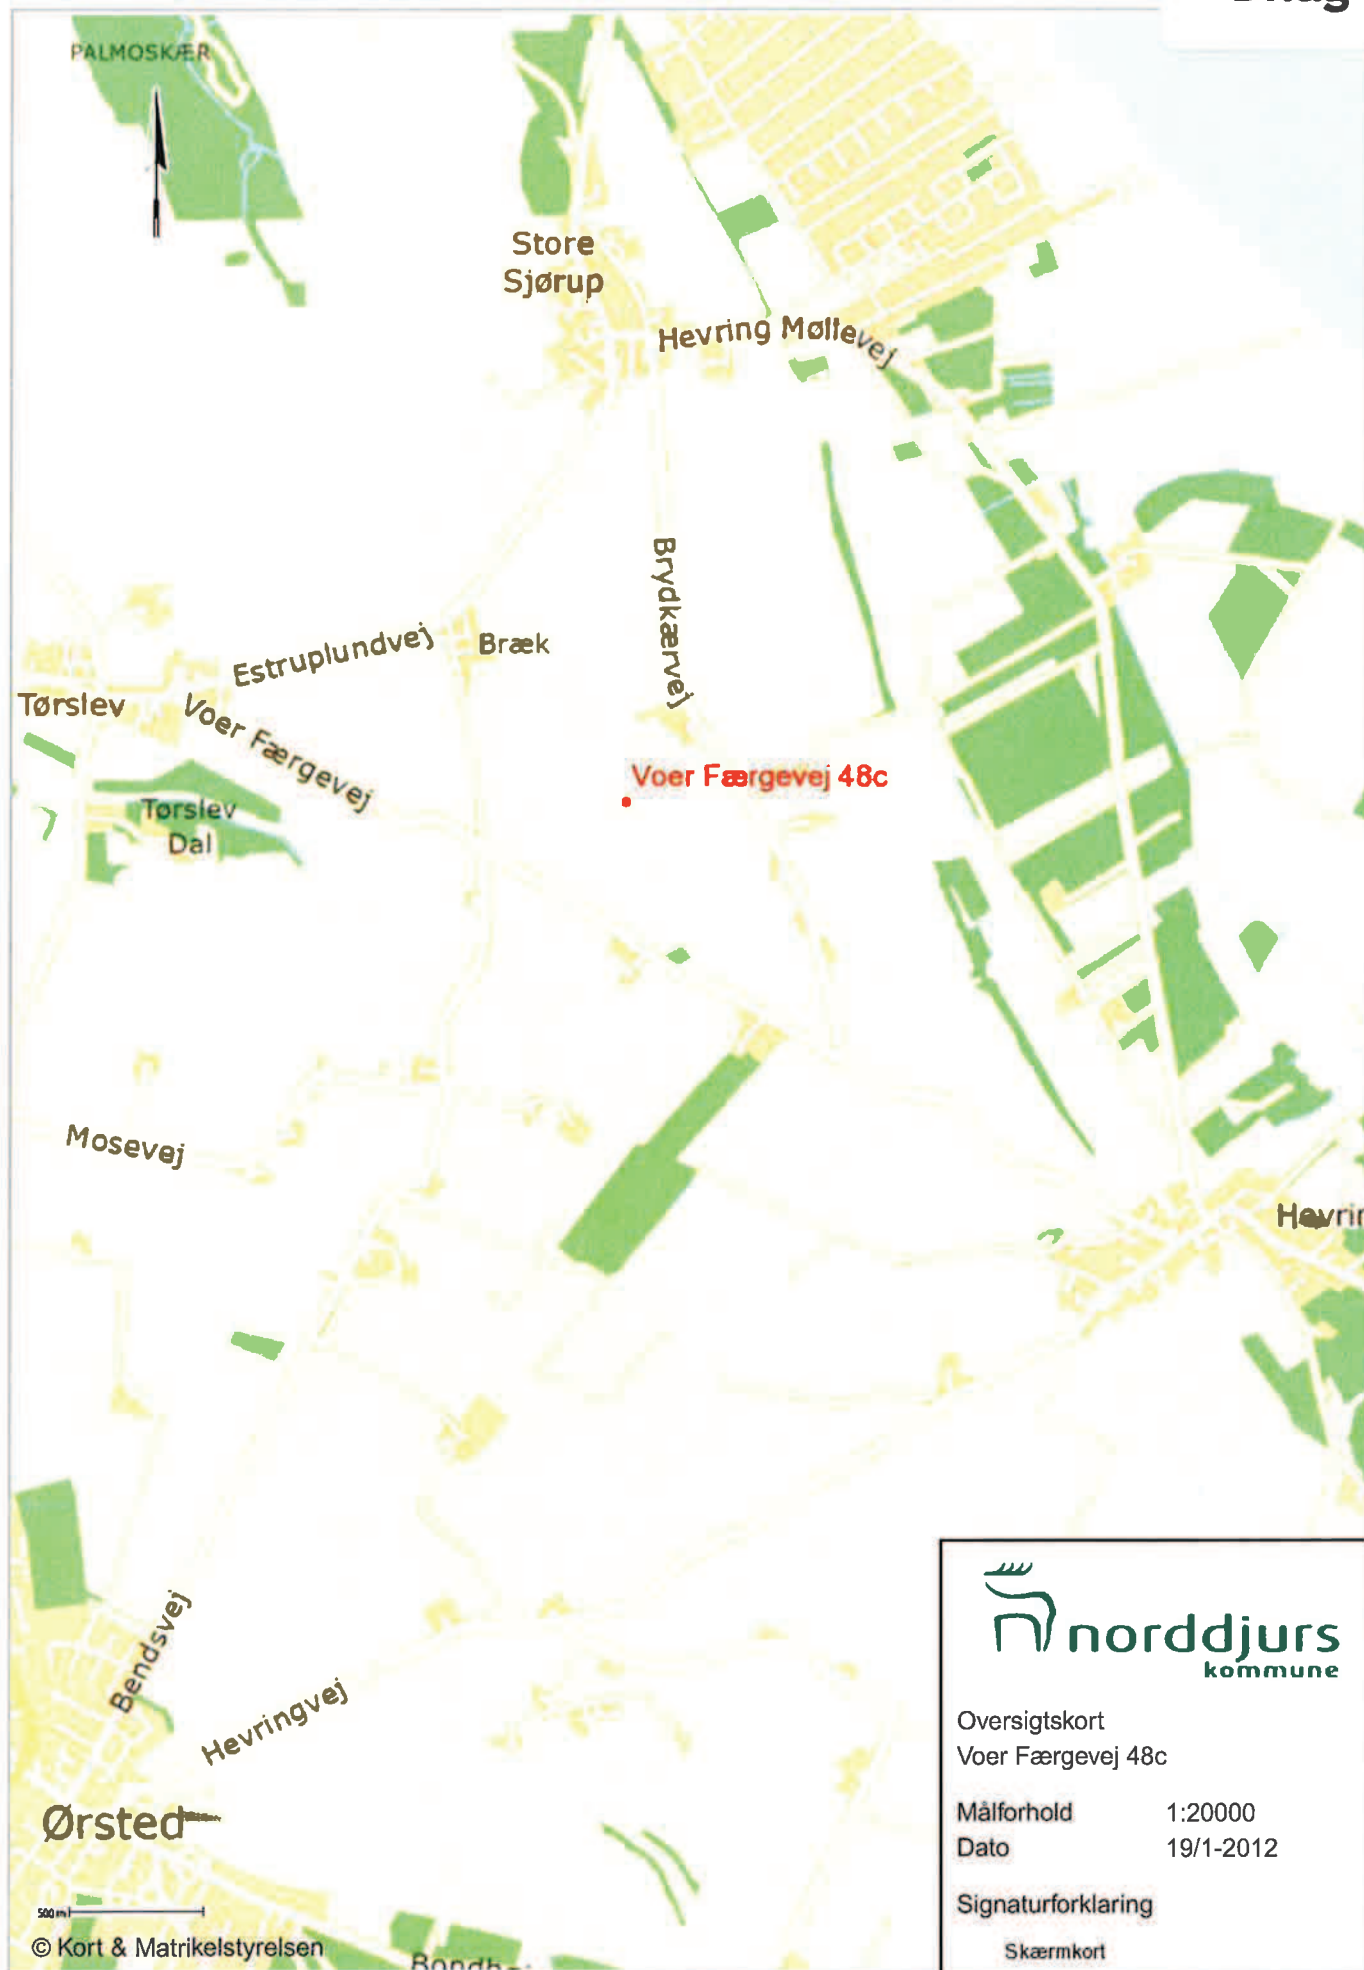 PALMOSKÆR
Store
Sjørup
Hevring Møllevej
Brydkærvej
Estruplundvej
Bræk
Tørslev
Voer Færgevej
Voer Færgevej 48c
Tørslev
Dal
Mosevej
Hevrin
Bendsvej
Hevringvej
Ørsted
500 m
© Kort & Matrikelstyrelsen
norddjurs
kommune
Oversigtskort
Voer Færgevej 48c
Målforhold 1:20000
Dato 19/1-2012
Signaturforklaring
Skærmkort